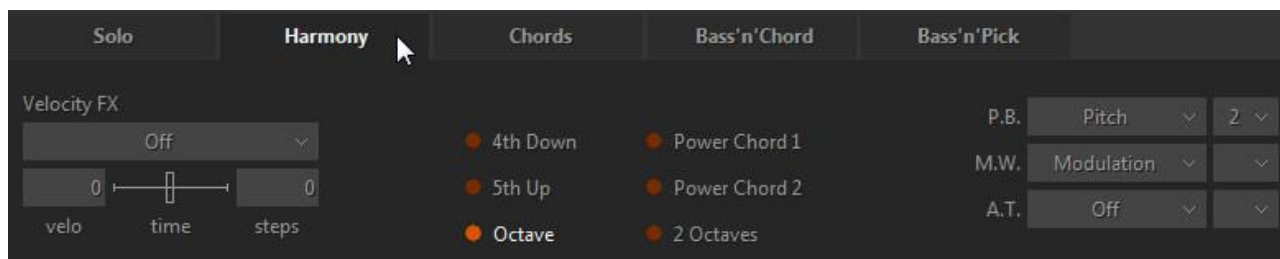 Solo Harmony Chords Bass'n'Chord Bass'n'Pick
Velocity FX
Off
0 0
velo time steps
4th Down
5th Up
Octave
Power Chord 1
Power Chord 2
2 Octaves
P.B. Pitch 2
M.W. Modulation
A.T. Off